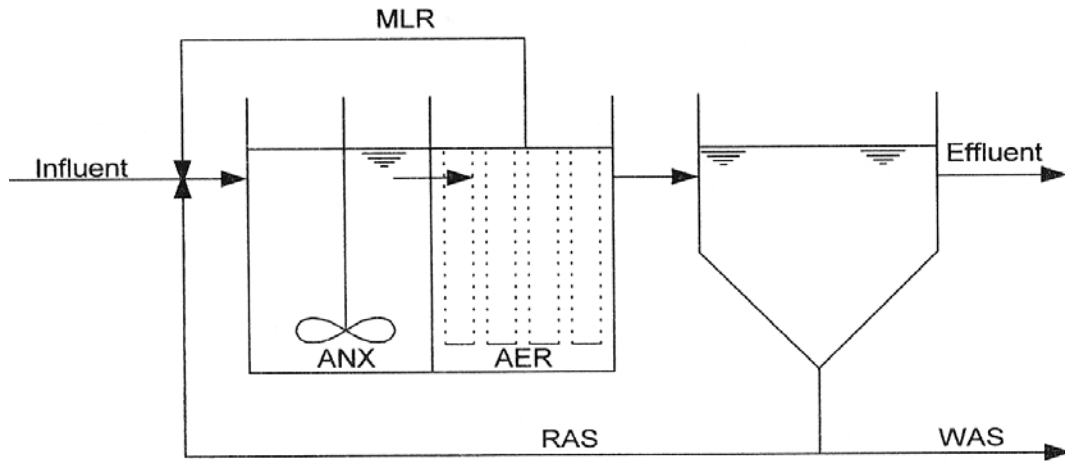 MLR
Influent
Effluent
ANX
AER
RAS
WAS